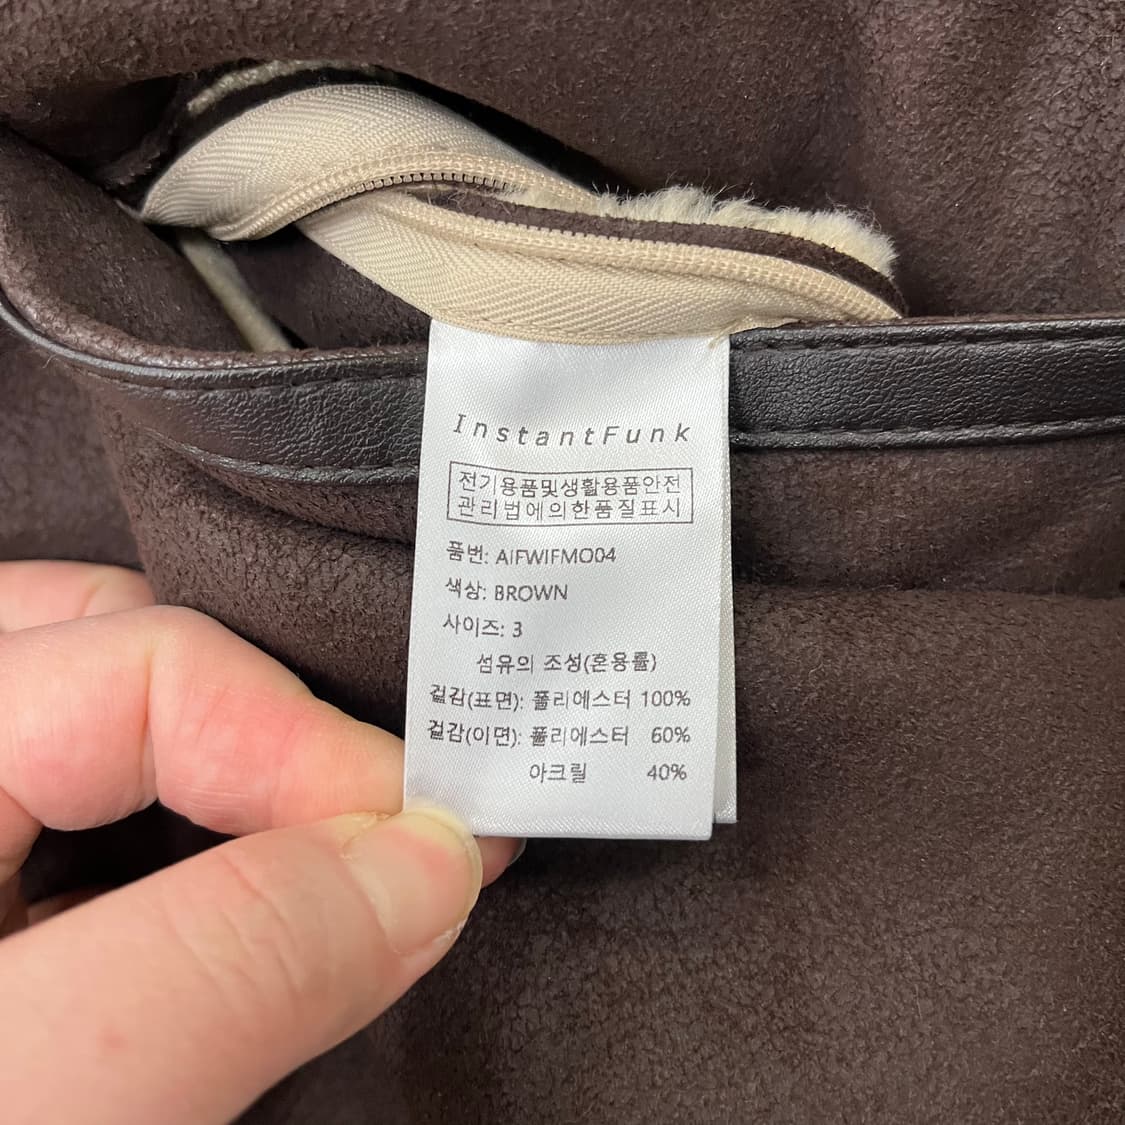 InstantFunk
전기용품및생활용품안전
관리법에의한품질표시
품번: AIFWIFMO04
색상: BROWN
사이즈: 3
섬유의 조성(혼용률)
겉감(표면): 폴리에스터 100%
겉감(이면): 폴리에스터 60%
아크릴 40%